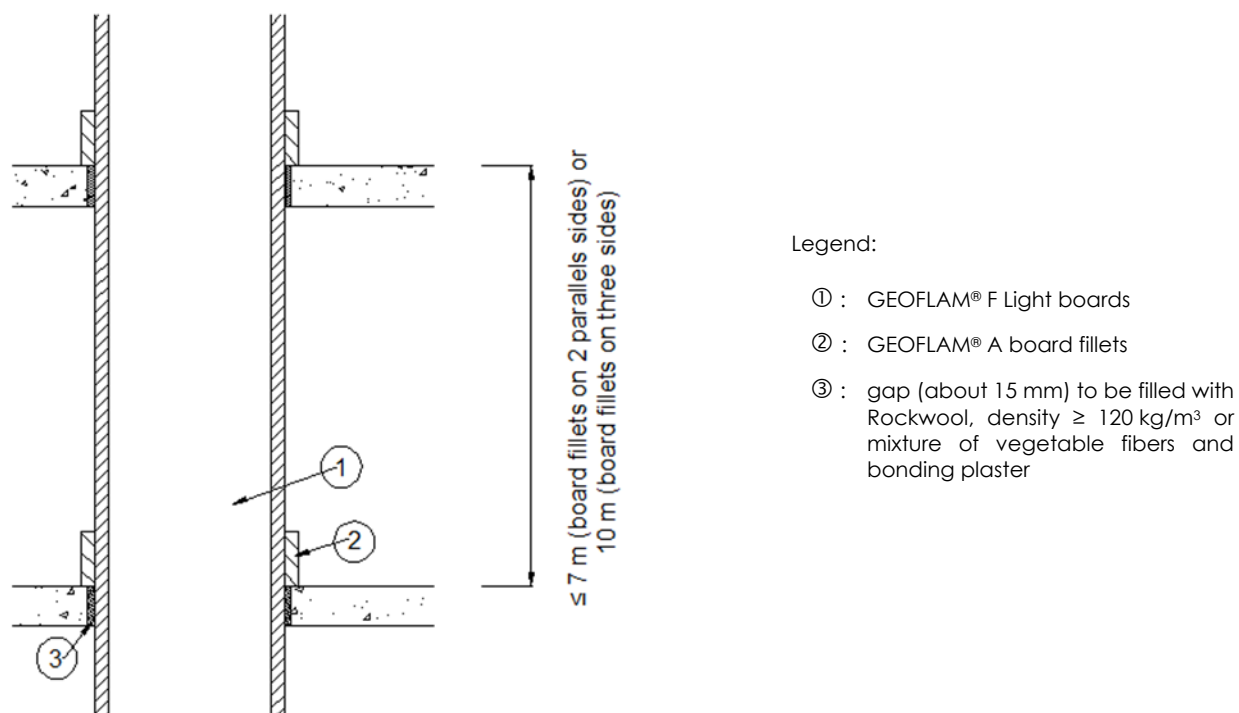 ≤ 7 m (board fillets on 2 parallels sides) or
10 m (board fillets on three sides)
1
2
3
Legend:
① : GEOFLAM® F Light boards
② : GEOFLAM® A board fillets
③ : gap (about 15 mm) to be filled with
Rockwool, density ≥ 120 kg/m³ or
mixture of vegetable fibers and
bonding plaster